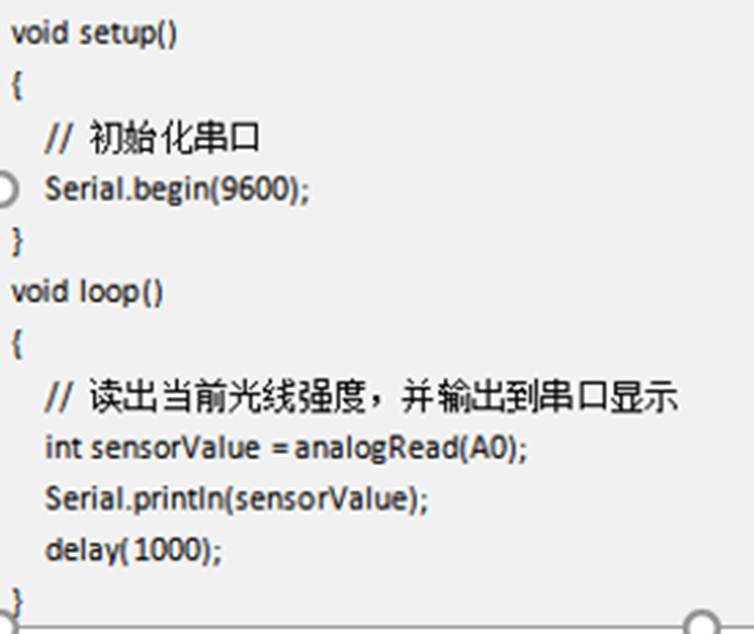 void setup()
{
// 初始化串口
Serial.begin(9600);
}
void loop()
{
// 读出当前光线强度，并输出到串口显示
int sensorValue = analogRead(A0);
Serial.println(sensorValue);
delay(1000);
}